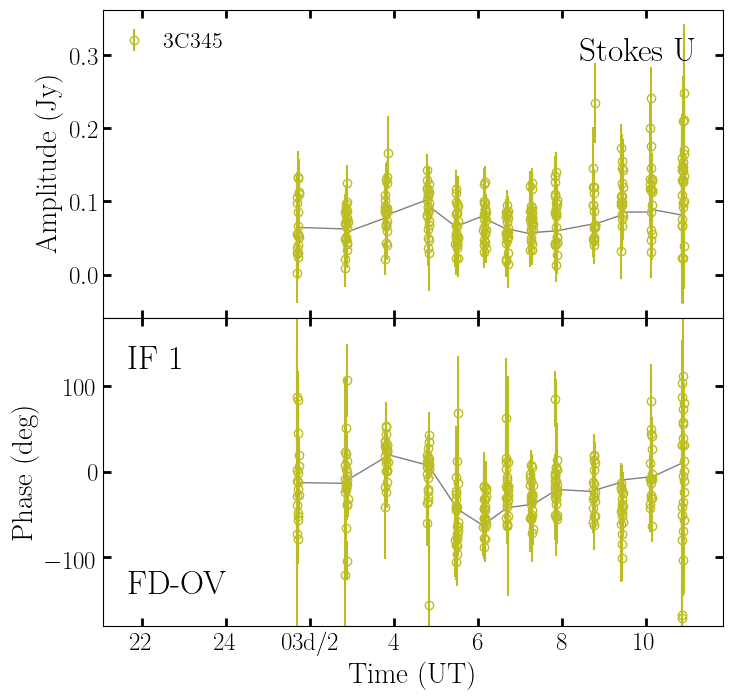 3C345
Stokes U
0.3
0.2
0.1
0.0
Amplitude (Jy)
IF 1
100
0
−100
Phase (deg)
FD-OV
22 24 03d/2 4 6 8 10
Time (UT)